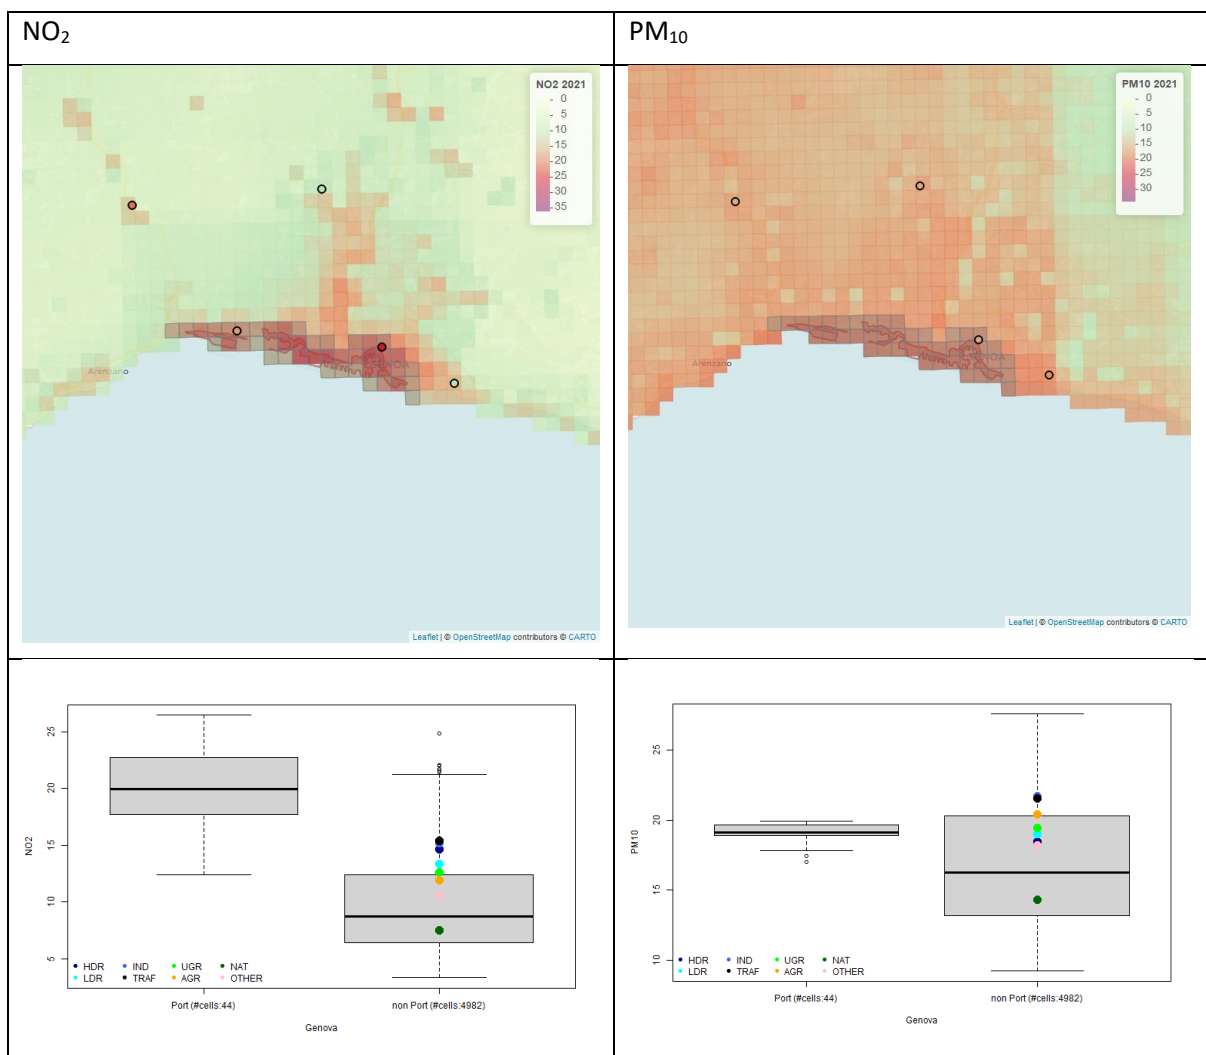 NO₂
PM₁₀
NO2 2021
0
5
10
15
20
25
30
35
Arenzano
Leaflet | © OpenStreetMap contributors © CARTO
PM10 2021
0
5
10
15
20
25
30
Arenzano
Leaflet | © OpenStreetMap contributors © CARTO
NO2
25
20
15
10
5
HDR IND UGR NAT
LDR TRAF AGR OTHER
Port (#cells:44) non Port (#cells:4982)
Genova
PM10
25
20
15
10
HDR IND UGR NAT
LDR TRAF AGR OTHER
Port (#cells:44) non Port (#cells:4982)
Genova